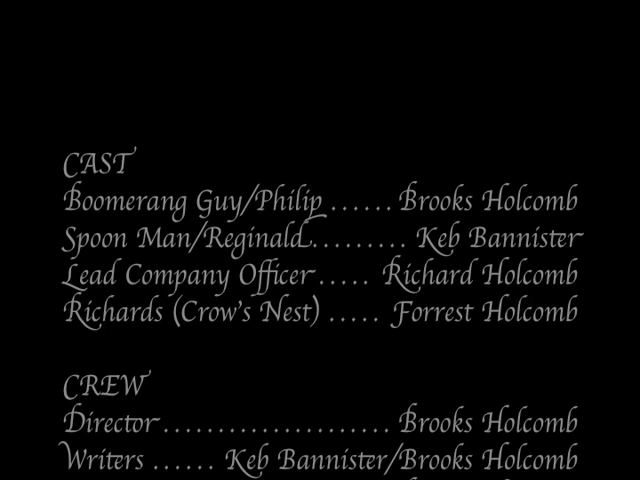 CAST
Boomerang Guy/Philip ...... Brooks Holcomb
Spoon Man/Reginald......... Keb Bannister
Lead Company Officer..... Richard Holcomb
Richards (Crow's Nest) ..... Forrest Holcomb
CREW
Director..................... Brooks Holcomb
Writers ...... Keb Bannister/Brooks Holcomb